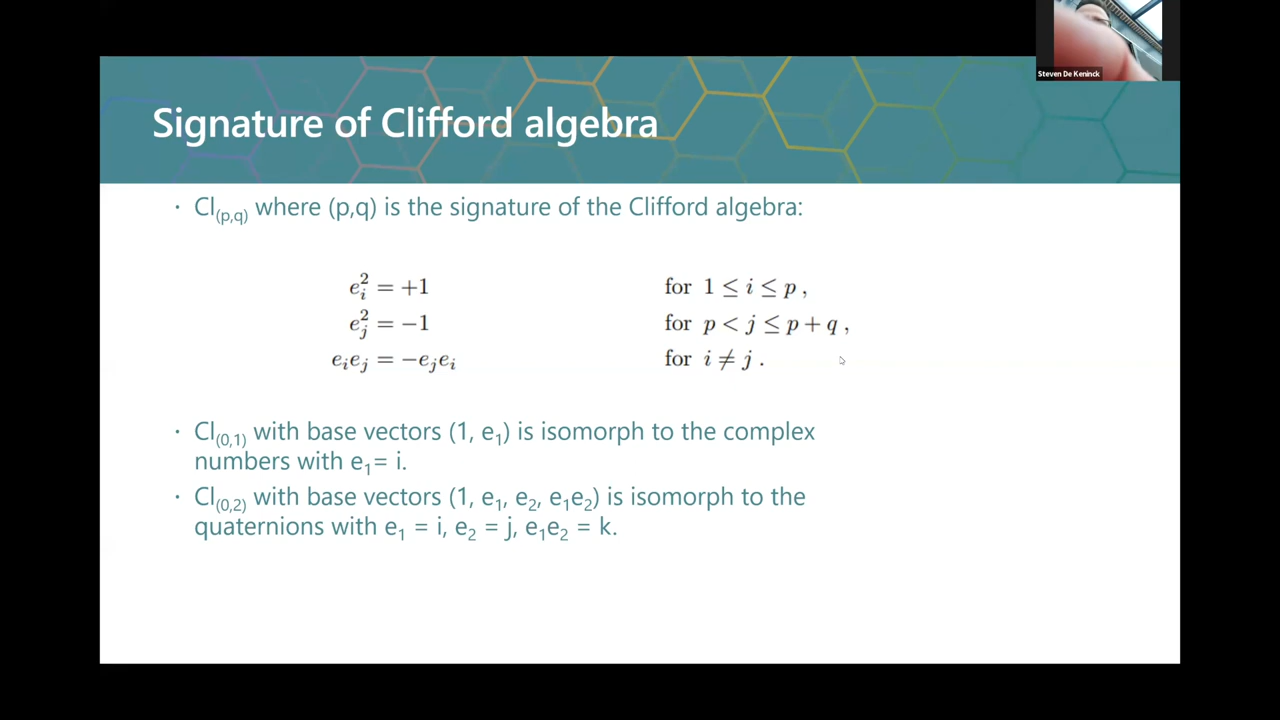 Steven De Keninck
Signature of Clifford algebra
· Cl(p,q) where (p,q) is the signature of the Clifford algebra:
e_i^2 = +1 for 1 ≤ i ≤ p ,
e_j^2 = −1 for p < j ≤ p + q ,
e_i e_j = −e_j e_i for i ≠ j .
· Cl(0,1) with base vectors (1, e₁) is isomorph to the complex
numbers with e₁= i.
· Cl(0,2) with base vectors (1, e₁, e₂, e₁e₂) is isomorph to the
quaternions with e₁ = i, e₂ = j, e₁e₂ = k.